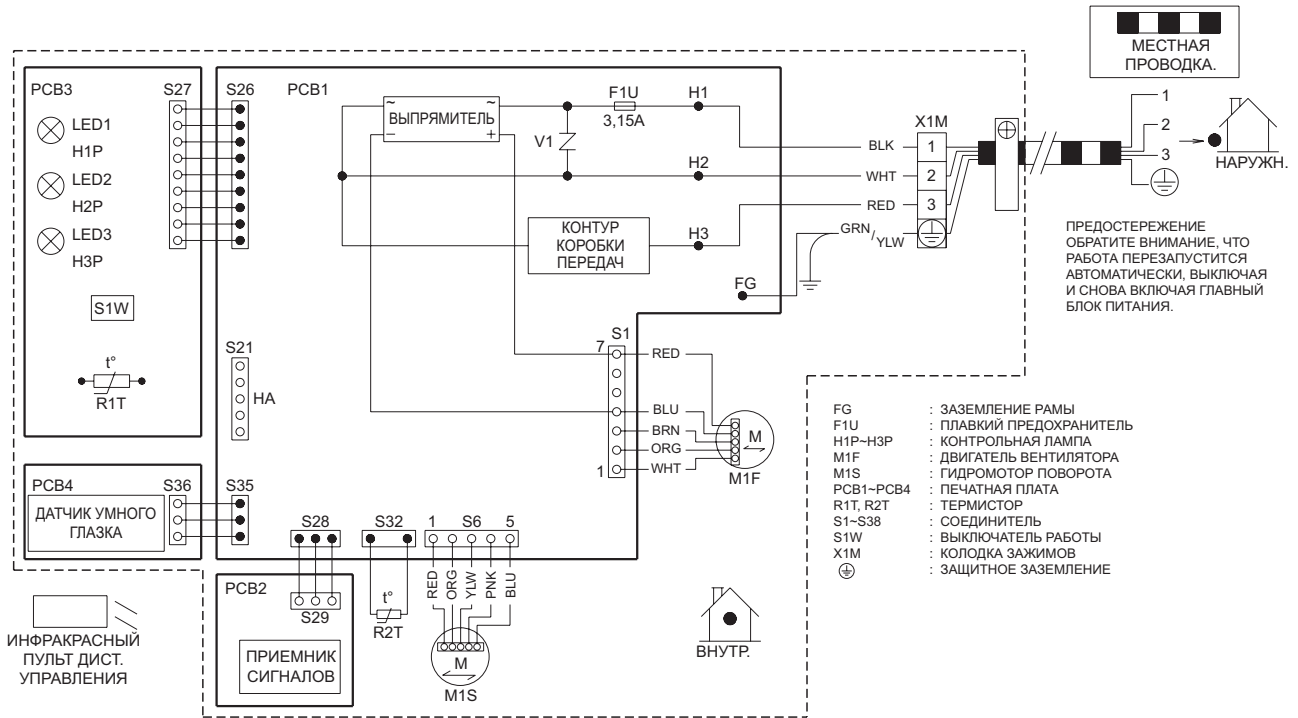 МЕСТНАЯ
ПРОВОДКА.
PCB3
S27
S26
PCB1
LED1
H1P
LED2
H2P
LED3
H3P
S1W
t°
R1T
~
~
ВЫПРЯМИТЕЛЬ
–
+
F1U
3,15A
V1
H1
H2
H3
КОНТУР
КОРОБКИ
ПЕРЕДАЧ
FG
BLK
WHT
RED
GRN/YLW
X1M
1
2
3
1
2
3
НАРУЖН.
ПРЕДОСТЕРЕЖЕНИЕ
ОБРАТИТЕ ВНИМАНИЕ, ЧТО
РАБОТА ПЕРЕЗАПУСТИТСЯ
АВТОМАТИЧЕСКИ, ВЫКЛЮЧАЯ
И СНОВА ВКЛЮЧАЯ ГЛАВНЫЙ
БЛОК ПИТАНИЯ.
S21
HA
S1
7
1
RED
BLU
BRN
ORG
WHT
M
M1F
PCB4
S36
S35
ДАТЧИК УМНОГО
ГЛАЗКА
S28
S32
1
S6
5
RED
ORG
YLW
PNK
BLU
PCB2
S29
ПРИЕМНИК
СИГНАЛОВ
t°
R2T
M
M1S
ВНУТР.
ИНФРАКРАСНЫЙ
ПУЛЬТ ДИСТ.
УПРАВЛЕНИЯ
FG : ЗАЗЕМЛЕНИЕ РАМЫ
F1U : ПЛАВКИЙ ПРЕДОХРАНИТЕЛЬ
H1P~H3P : КОНТРОЛЬНАЯ ЛАМПА
M1F : ДВИГАТЕЛЬ ВЕНТИЛЯТОРА
M1S : ГИДРОМОТОР ПОВОРОТА
PCB1~PCB4 : ПЕЧАТНАЯ ПЛАТА
R1T, R2T : ТЕРМИСТОР
S1~S38 : СОЕДИНИТЕЛЬ
S1W : ВЫКЛЮЧАТЕЛЬ РАБОТЫ
X1M : КОЛОДКА ЗАЖИМОВ
: ЗАЩИТНОЕ ЗАЗЕМЛЕНИЕ